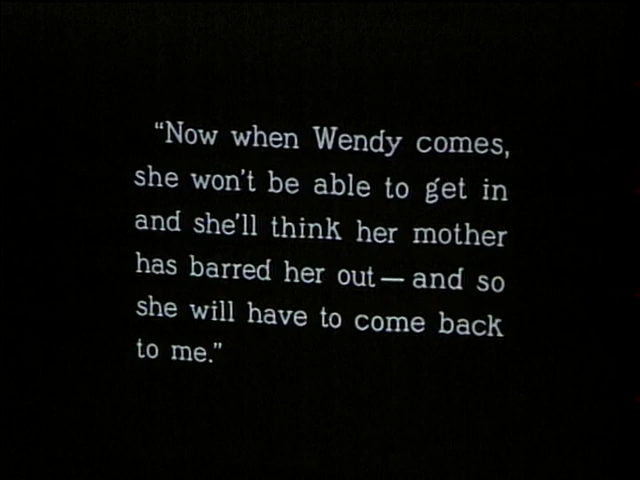 “Now when Wendy comes,
she won't be able to get in
and she'll think her mother
has barred her out — and so
she will have to come back
to me.”